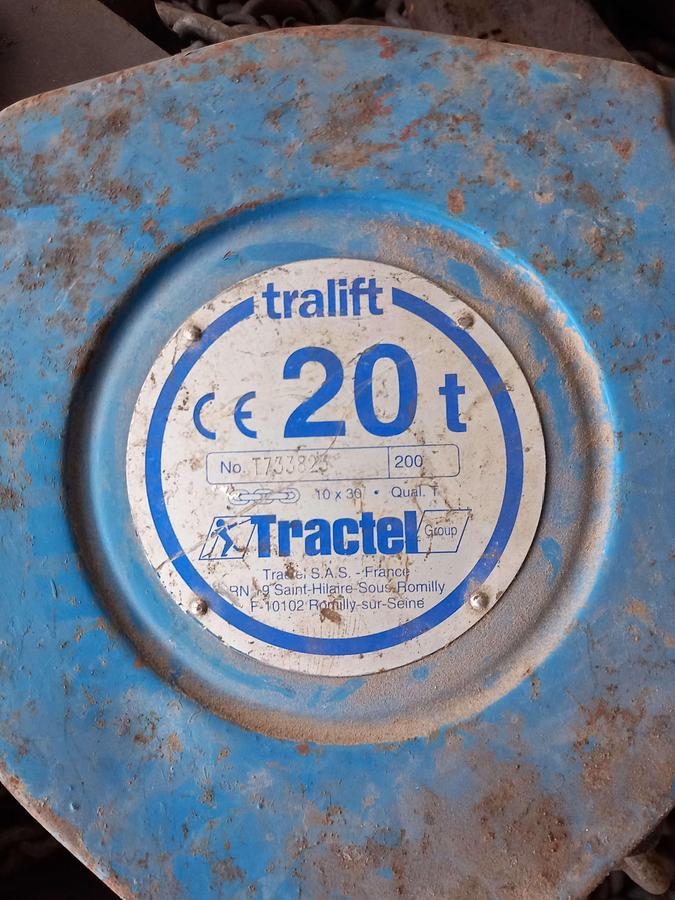 tralift
CE 20 t
No. T733823 200
10 x 30 • Qual. T
Tractel Group
Tractel S.A.S. - France
RN 19 Saint-Hilaire-Sous-Romilly
F-10102 Romilly-sur-Seine